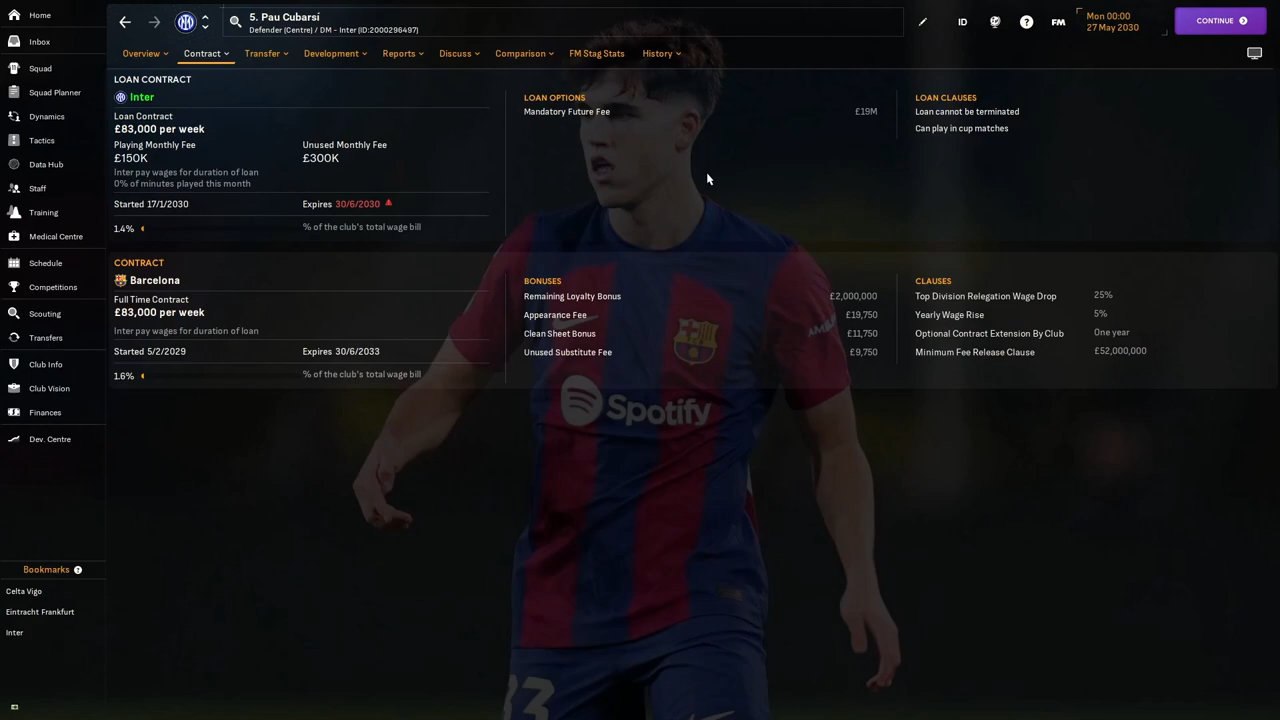 Home
Inbox
Squad
Squad Planner
Dynamics
Tactics
Data Hub
Staff
Training
Medical Centre
Schedule
Competitions
Scouting
Transfers
Club Info
Club Vision
Finances
Dev. Centre
Bookmarks ?
Celta Vigo
Eintracht Frankfurt
Inter
5. Pau Cubarsí
Defender (Centre) / DM - Inter (ID:2000296497)
ID
?
FM
Mon 00:00
27 May 2030
CONTINUE
Overview
Contract
Transfer
Development
Reports
Discuss
Comparison
FM Stag Stats
History
LOAN CONTRACT
Inter
Loan Contract
£83,000 per week
Playing Monthly Fee
Unused Monthly Fee
£150K
£300K
Inter pay wages for duration of loan
0% of minutes played this month
Started 17/1/2030
Expires 30/6/2030
1.4%
% of the club's total wage bill
LOAN OPTIONS
Mandatory Future Fee
£19M
LOAN CLAUSES
Loan cannot be terminated
Can play in cup matches
CONTRACT
Barcelona
Full Time Contract
£83,000 per week
Inter pay wages for duration of loan
Started 5/2/2029
Expires 30/6/2033
1.6%
% of the club's total wage bill
BONUSES
Remaining Loyalty Bonus
£2,000,000
Appearance Fee
£19,750
Clean Sheet Bonus
£11,750
Unused Substitute Fee
£9,750
CLAUSES
Top Division Relegation Wage Drop
25%
Yearly Wage Rise
5%
Optional Contract Extension By Club
One year
Minimum Fee Release Clause
£52,000,000
Spotify
33